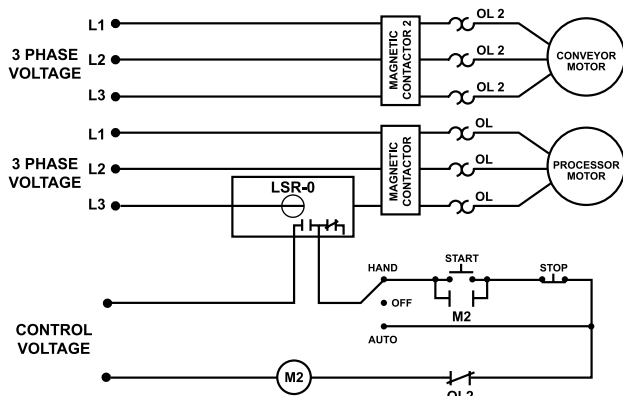 L1
L2
L3
3 PHASE
VOLTAGE
MAGNETIC
CONTACTOR 2
OL 2
OL 2
OL 2
CONVEYOR
MOTOR
L1
L2
L3
3 PHASE
VOLTAGE
MAGNETIC
CONTACTOR
OL
OL
OL
PROCESSOR
MOTOR
LSR-0
HAND
OFF
AUTO
START
M2
STOP
CONTROL
VOLTAGE
M2
OL2